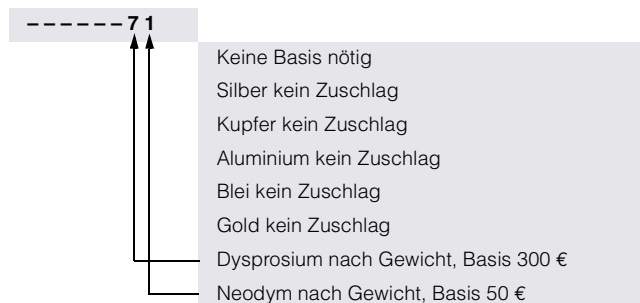 – – – – – – 7 1
Keine Basis nötig
Silber kein Zuschlag
Kupfer kein Zuschlag
Aluminium kein Zuschlag
Blei kein Zuschlag
Gold kein Zuschlag
Dysprosium nach Gewicht, Basis 300 €
Neodym nach Gewicht, Basis 50 €